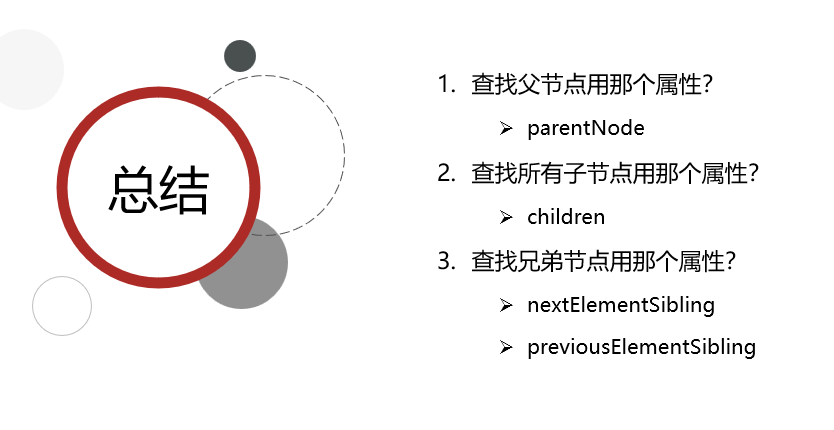 总结
1. 查找父节点用那个属性？
➢ parentNode
2. 查找所有子节点用那个属性？
➢ children
3. 查找兄弟节点用那个属性？
➢ nextElementSibling
➢ previousElementSibling